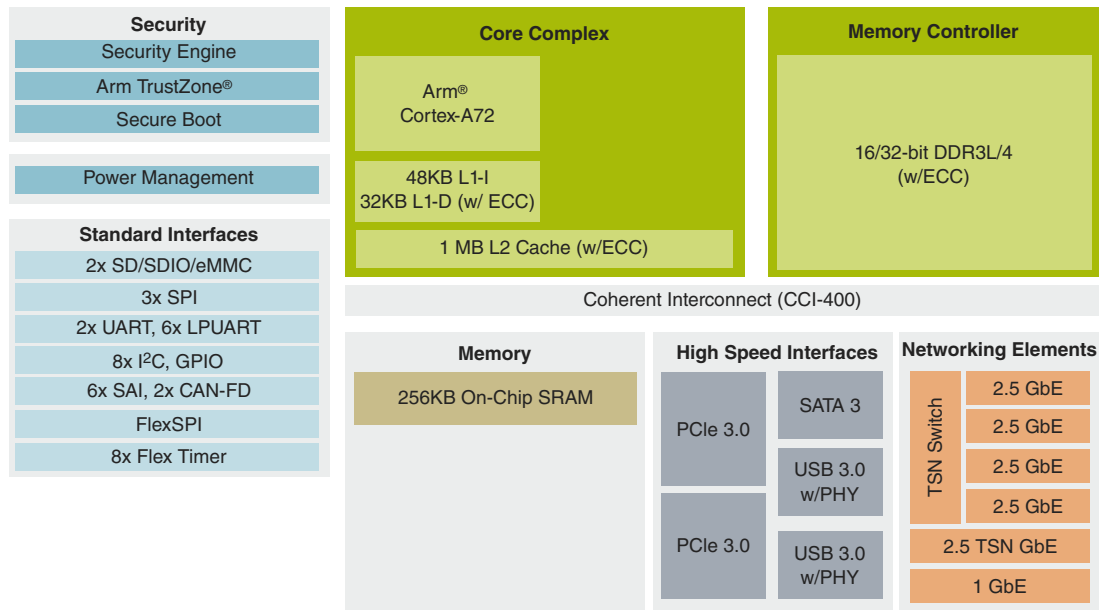 Security
Security Engine
Arm TrustZone®
Secure Boot
Power Management
Standard Interfaces
2x SD/SDIO/eMMC
3x SPI
2x UART, 6x LPUART
8x I²C, GPIO
6x SAI, 2x CAN-FD
FlexSPI
8x Flex Timer
Core Complex
Arm®
Cortex-A72
48KB L1-I
32KB L1-D (w/ ECC)
1 MB L2 Cache (w/ECC)
Memory Controller
16/32-bit DDR3L/4
(w/ECC)
Coherent Interconnect (CCI-400)
Memory
256KB On-Chip SRAM
High Speed Interfaces
PCIe 3.0
PCIe 3.0
SATA 3
USB 3.0
w/PHY
USB 3.0
w/PHY
Networking Elements
TSN Switch
2.5 GbE
2.5 GbE
2.5 GbE
2.5 GbE
2.5 TSN GbE
1 GbE